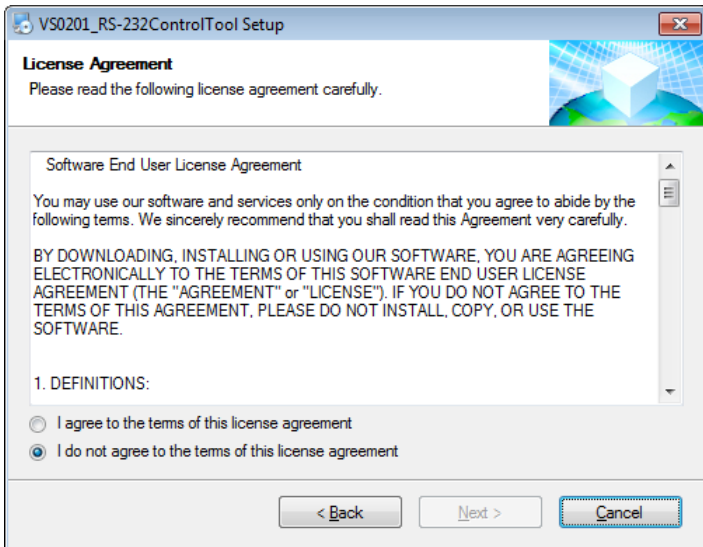 VS0201_RS-232ControlTool Setup
License Agreement
Please read the following license agreement carefully.
Software End User License Agreement
You may use our software and services only on the condition that you agree to abide by the
following terms. We sincerely recommend that you shall read this Agreement very carefully.
BY DOWNLOADING, INSTALLING OR USING OUR SOFTWARE, YOU ARE AGREEING
ELECTRONICALLY TO THE TERMS OF THIS SOFTWARE END USER LICENSE
AGREEMENT (THE "AGREEMENT" or "LICENSE"). IF YOU DO NOT AGREE TO THE
TERMS OF THIS AGREEMENT, PLEASE DO NOT INSTALL, COPY, OR USE THE
SOFTWARE.
1. DEFINITIONS:
I agree to the terms of this license agreement
I do not agree to the terms of this license agreement
< Back Next > Cancel